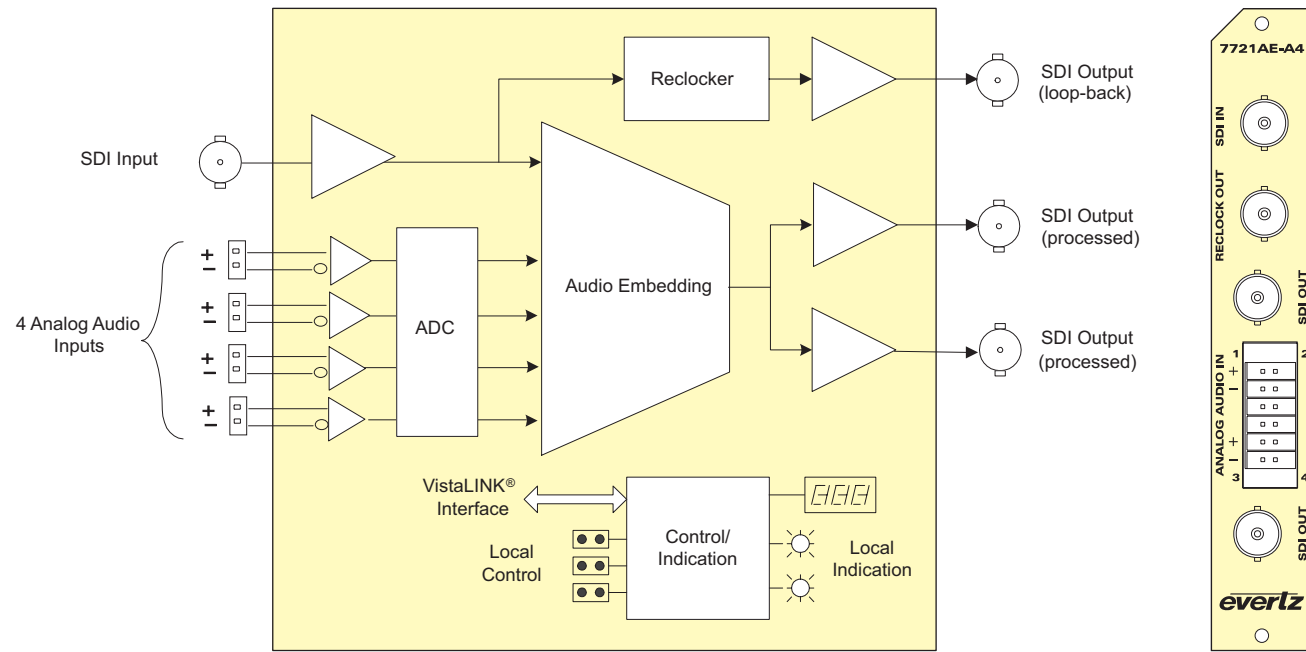 SDI Input
4 Analog Audio
Inputs
+
−
+
−
+
−
+
−
ADC
Reclocker
Audio Embedding
SDI Output
(loop-back)
SDI Output
(processed)
SDI Output
(processed)
VistaLINK®
Interface
Local
Control
Control/
Indication
Local
Indication
7721AE-A4
SDI IN
RECLOCK OUT
SDI OUT
ANALOG AUDIO IN
1
2
+
−
+
−
3
4
SDI OUT
evertz